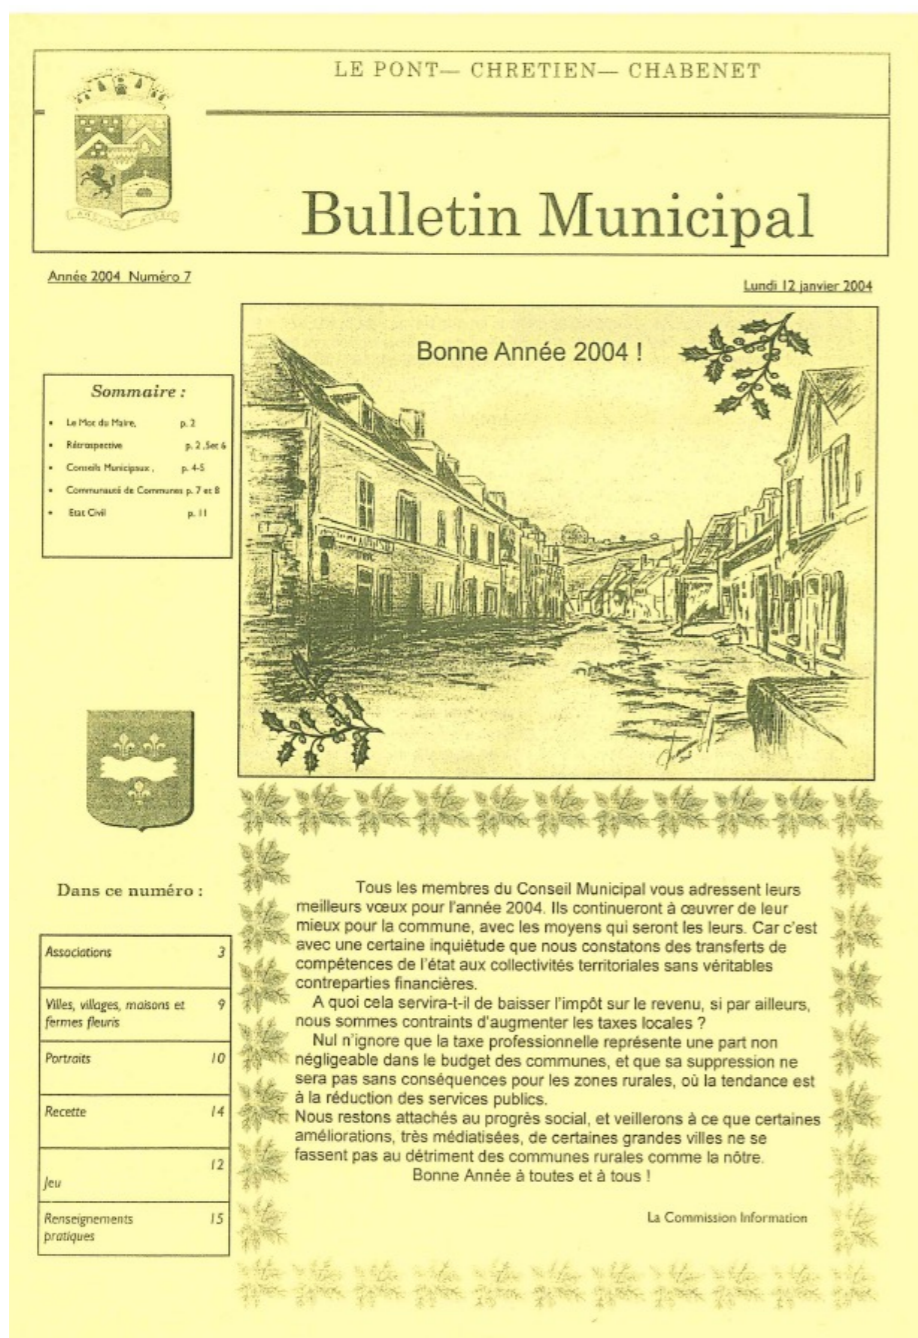 LE PONT— CHRETIEN— CHABENET
Bulletin Municipal
Année 2004 Numéro 7
Lundi 12 janvier 2004
Bonne Année 2004 !
Sommaire :
• Le Mot du Maire, p. 2
• Rétrospective p. 2 ,5et 6
• Conseils Municipaux , p. 4-5
• Communauté de Communes p. 7 et 8
• Etat Civil p. 11
Dans ce numéro :
Associations 3
Villes, villages, maisons et 9
fermes fleuris
Portraits 10
Recette 14
12
Jeu
Renseignements 15
pratiques
Tous les membres du Conseil Municipal vous adressent leurs
meilleurs vœux pour l'année 2004. Ils continueront à œuvrer de leur
mieux pour la commune, avec les moyens qui seront les leurs. Car c'est
avec une certaine inquiétude que nous constatons des transferts de
compétences de l'état aux collectivités territoriales sans véritables
contreparties financières.
A quoi cela servira-t-il de baisser l'impôt sur le revenu, si par ailleurs,
nous sommes contraints d'augmenter les taxes locales ?
Nul n'ignore que la taxe professionnelle représente une part non
négligeable dans le budget des communes, et que sa suppression ne
sera pas sans conséquences pour les zones rurales, où la tendance est
à la réduction des services publics.
Nous restons attachés au progrès social, et veillerons à ce que certaines
améliorations, très médiatisées, de certaines grandes villes ne se
fassent pas au détriment des communes rurales comme la nôtre.
Bonne Année à toutes et à tous !
La Commission Information